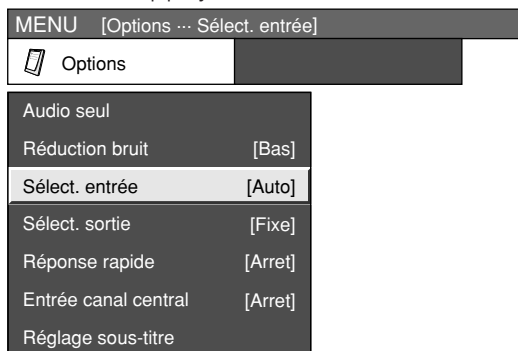 MENU [Options ··· Sélect. entrée]
Options
Audio seul
Réduction bruit [Bas]
Sélect. entrée [Auto]
Sélect. sortie [Fixe]
Réponse rapide [Arret]
Entrée canal central [Arret]
Réglage sous-titre